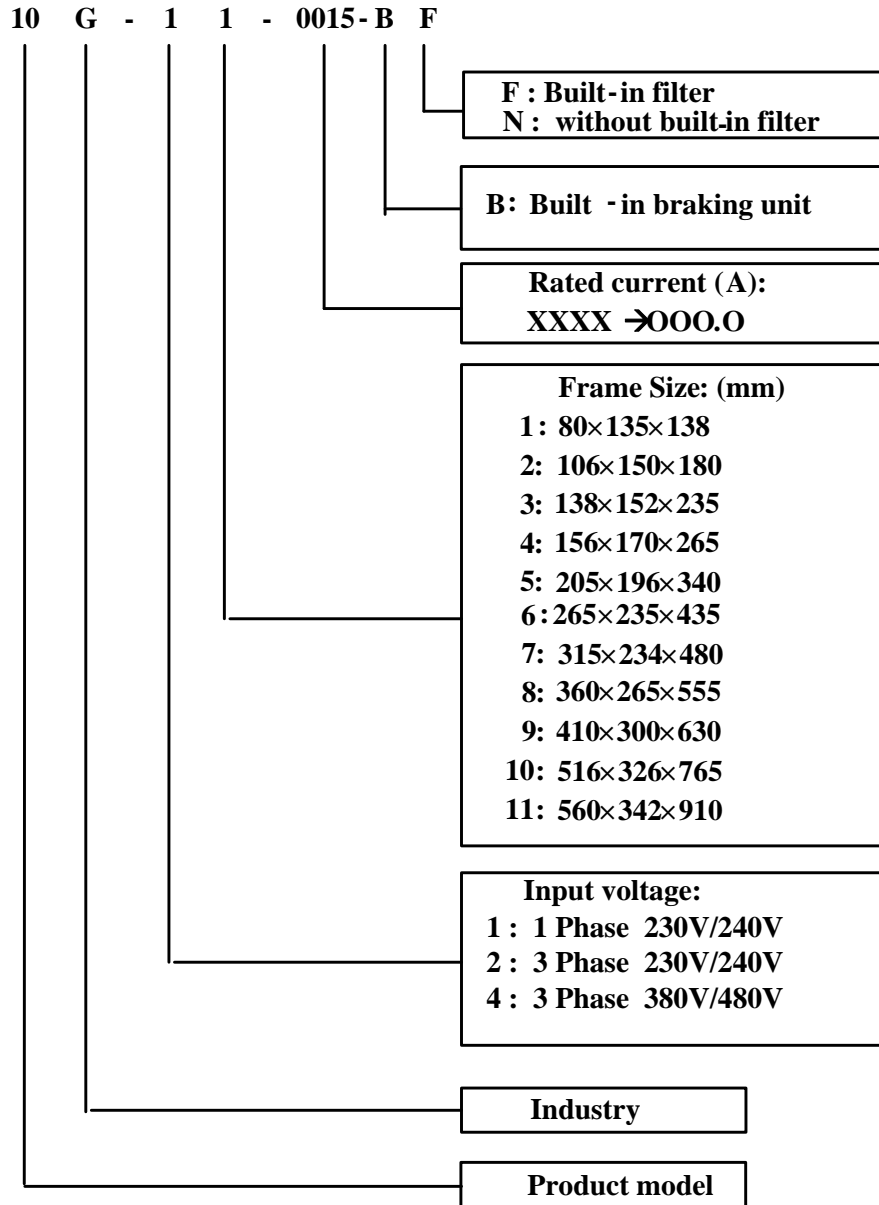 10 G - 1 1 - 0015 - B F
F : Built-in filter
N : without built-in filter
B: Built - in braking unit
Rated current (A):
XXXX →OOO.O
Frame Size: (mm)
1: 80×135×138
2: 106×150×180
3: 138×152×235
4: 156×170×265
5: 205×196×340
6:265×235×435
7: 315×234×480
8: 360×265×555
9: 410×300×630
10: 516×326×765
11: 560×342×910
Input voltage:
1 : 1 Phase 230V/240V
2 : 3 Phase 230V/240V
4 : 3 Phase 380V/480V
Industry
Product model